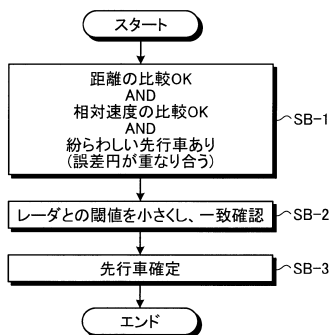 スタート
距離の比較OK
AND
相対速度の比較OK
AND
紛らわしい先行車あり
(誤差円が重なり合う)
SB-1
レーダとの閾値を小さくし、一致確認
SB-2
先行車確定
SB-3
エンド